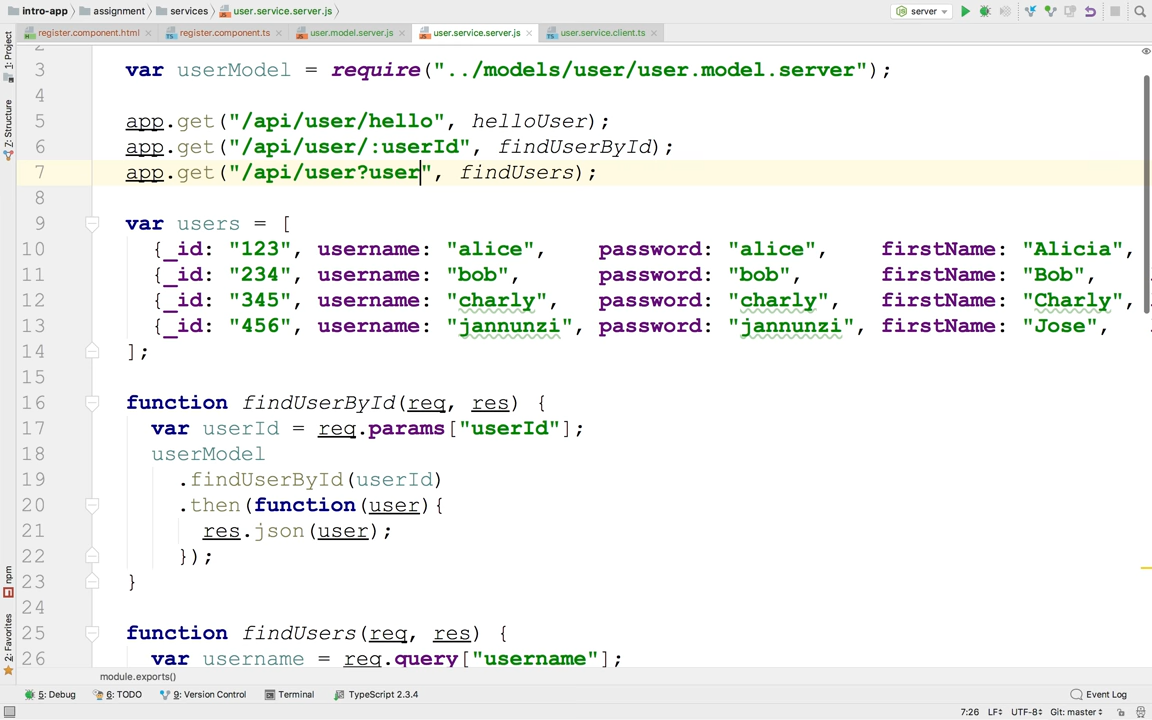 intro-app assignment services user.service.server.js server
register.component.html register.component.ts user.model.server.js user.service.server.js user.service.client.ts
1: Project
7: Structure
npm
2: Favorites
3 var userModel = require("../models/user/user.model.server");
4
5 app.get("/api/user/hello", helloUser);
6 app.get("/api/user/:userId", findUserById);
7 app.get("/api/user?user", findUsers);
8
9 var users = [
10 {_id: "123", username: "alice", password: "alice", firstName: "Alicia",
11 {_id: "234", username: "bob", password: "bob", firstName: "Bob",
12 {_id: "345", username: "charly", password: "charly", firstName: "Charly",
13 {_id: "456", username: "jannunzi", password: "jannunzi", firstName: "Jose",
14 ];
15
16 function findUserById(req, res) {
17 var userId = req.params["userId"];
18 userModel
19 .findUserById(userId)
20 .then(function(user){
21 res.json(user);
22 });
23 }
24
25 function findUsers(req, res) {
26 var username = req.query["username"];
module.exports()
5: Debug 6: TODO 9: Version Control Terminal TypeScript 2.3.4 Event Log
7:26 LF UTF-8 Git: master